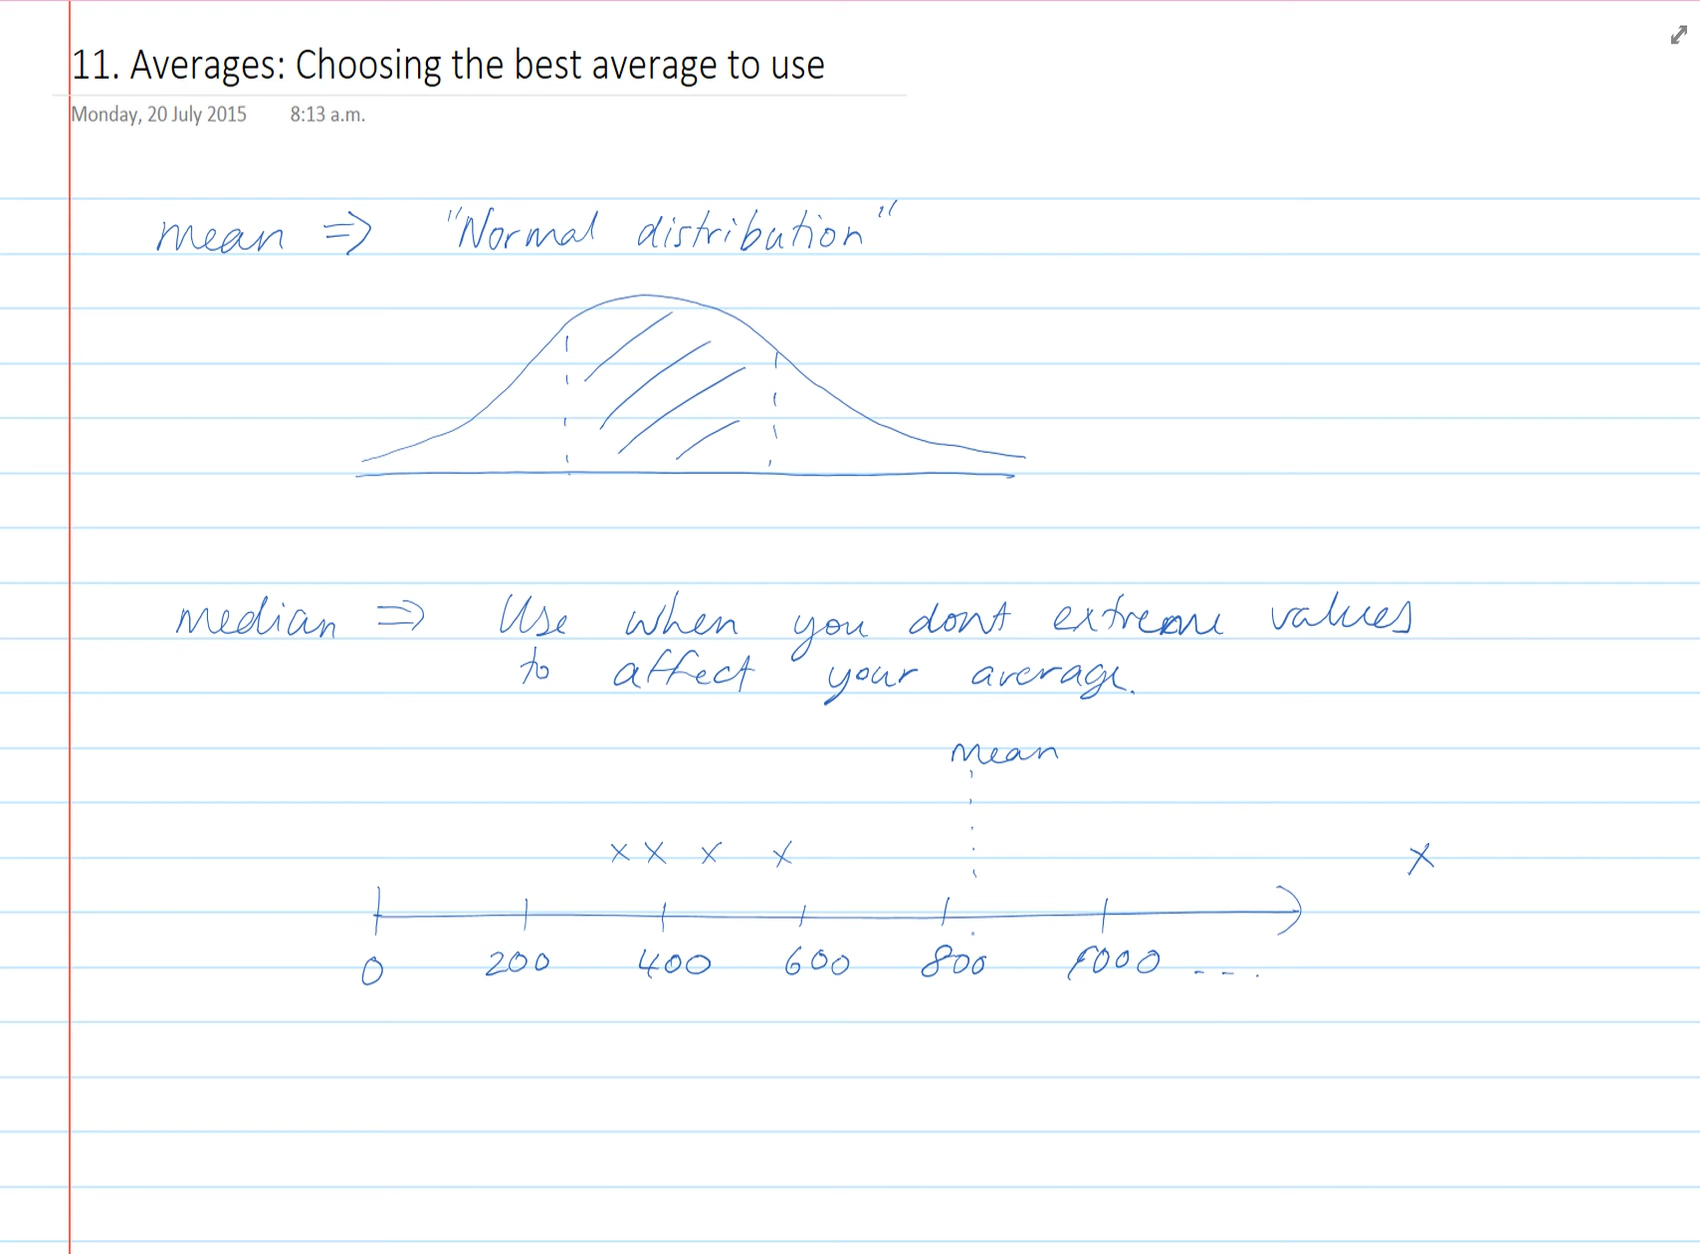 11. Averages: Choosing the best average to use
Monday, 20 July 2015 8:13 a.m.
mean ⇒ "Normal distribution"
median ⇒ Use when you dont extreme values
to affect your average.
mean
x x x x x
0 200 400 600 800 1000 ...